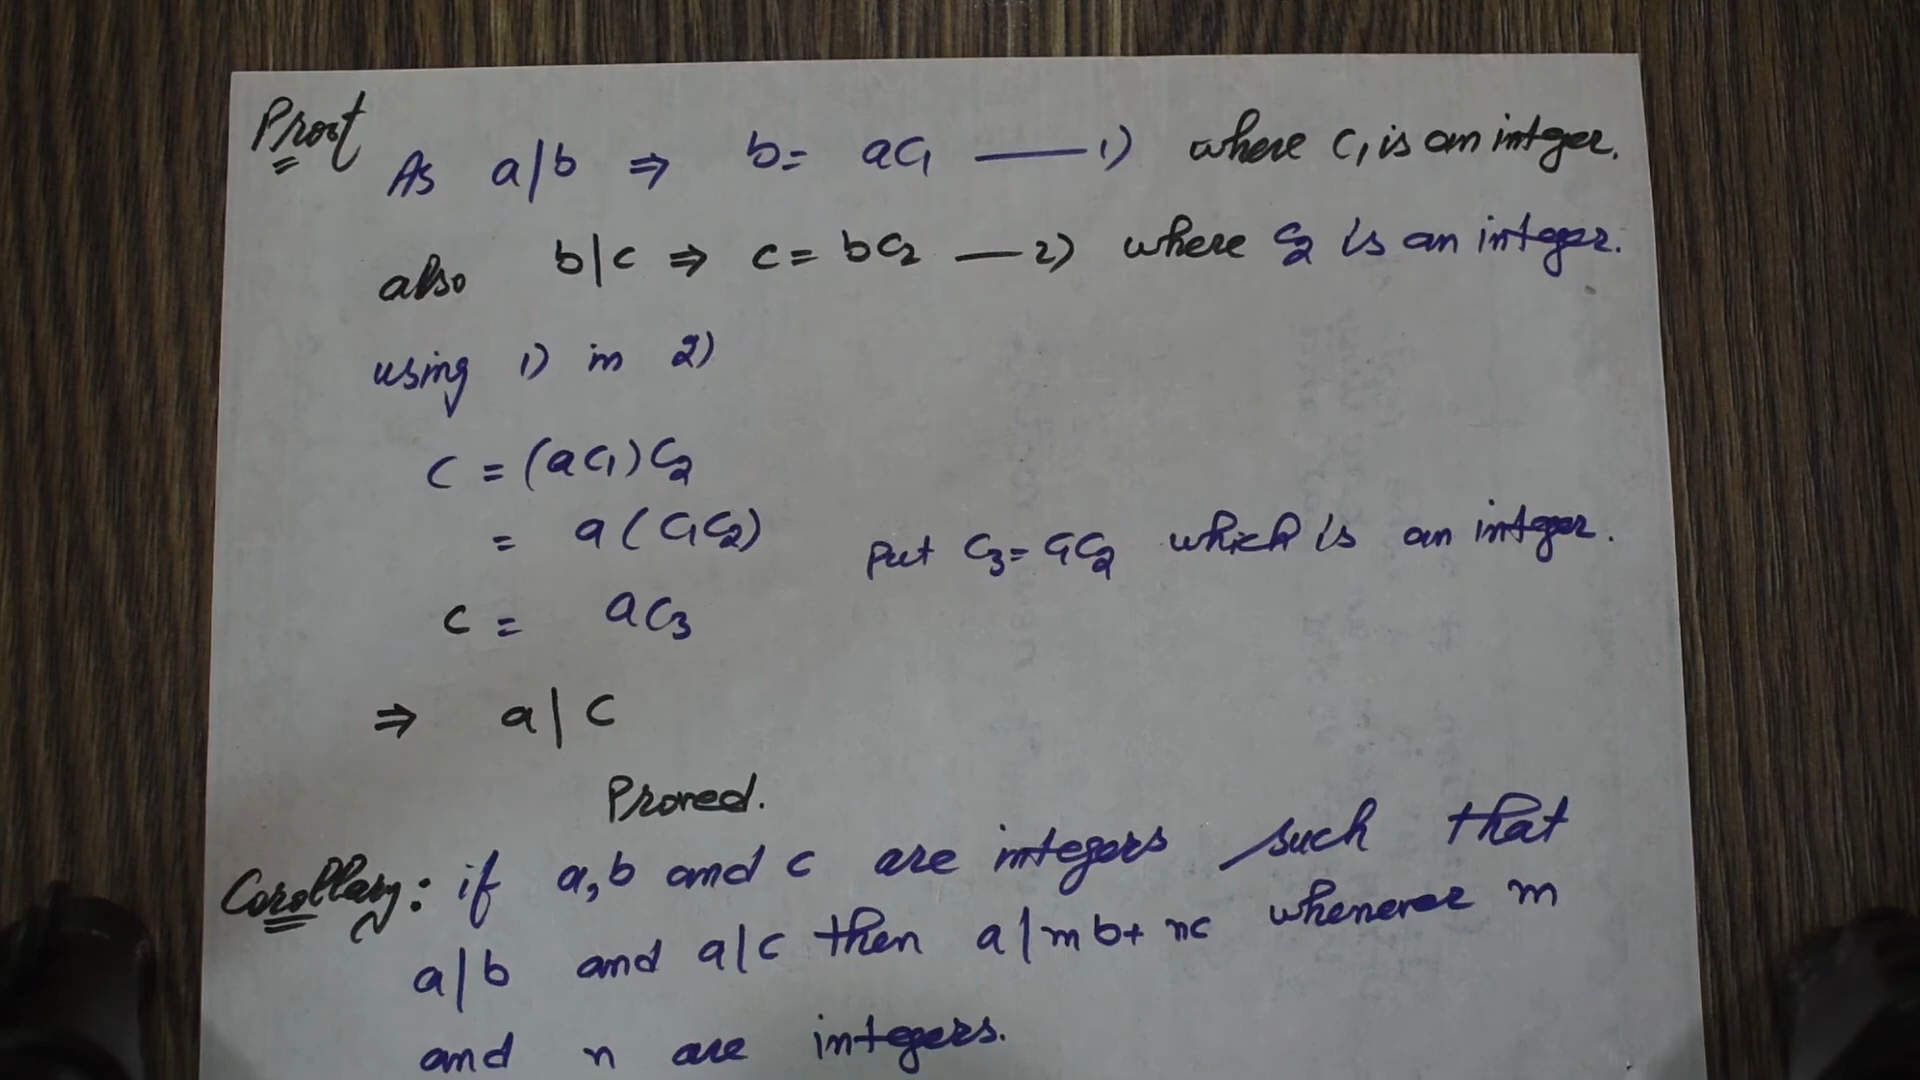 Proof
As a|b ⇒ b = ac₁ —— 1) where c₁ is an integer.
also b|c ⇒ c = bc₂ — 2) where c₂ is an integer.
using 1) in 2)
c = (ac₁)c₂
= a(c₁c₂) Put c₃ = c₁c₂ which is an integer.
c = ac₃
⇒ a|c
Proved.
Corollary: if a,b and c are integers such that
a|b and a|c then a|mb+nc whenever m
and n are integers.